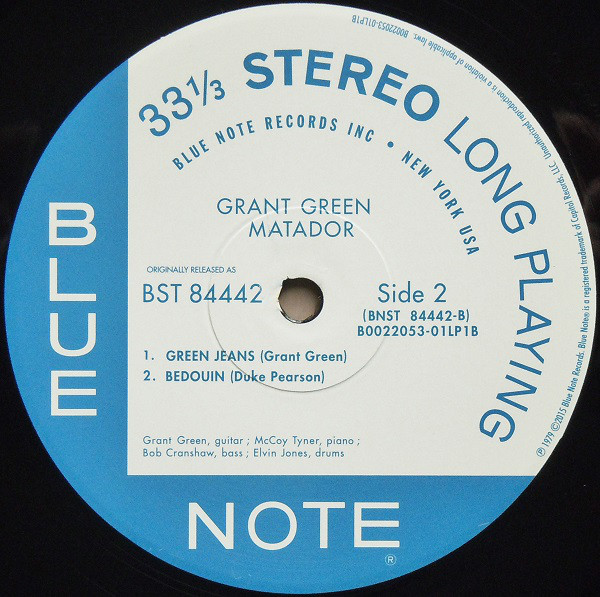 33⅓ STEREO LONG PLAYING
BLUE NOTE RECORDS INC • NEW YORK USA
GRANT GREEN
MATADOR
ORIGINALLY RELEASED AS
BST 84442
Side 2
(BNST 84442-B)
B0022053-01LP1B
1. GREEN JEANS (Grant Green)
2. BEDOUIN (Duke Pearson)
Grant Green, guitar ; McCoy Tyner, piano ;
Bob Cranshaw, bass ; Elvin Jones, drums
BLUE
NOTE
®
℗ 1979 ©2015 Blue Note Records. Blue Note® is a registered trademark of Capitol Records, LLC. Unauthorized reproduction is a violation of applicable laws. B0022053-01LP1B